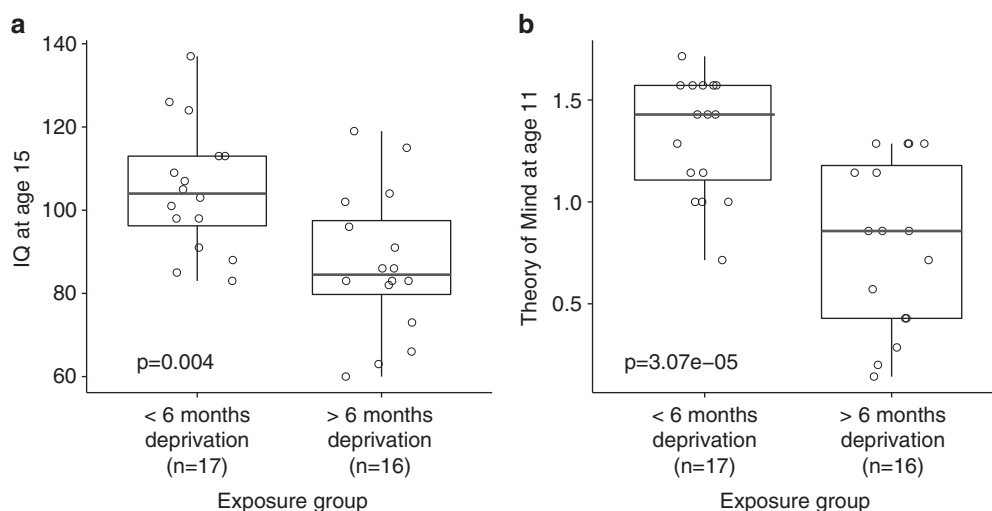 a
140
120
100
80
60
IQ at age 15
p=0.004
< 6 months
deprivation
(n=17)
> 6 months
deprivation
(n=16)
Exposure group
b
1.5
1.0
0.5
Theory of Mind at age 11
p=3.07e−05
< 6 months
deprivation
(n=17)
> 6 months
deprivation
(n=16)
Exposure group